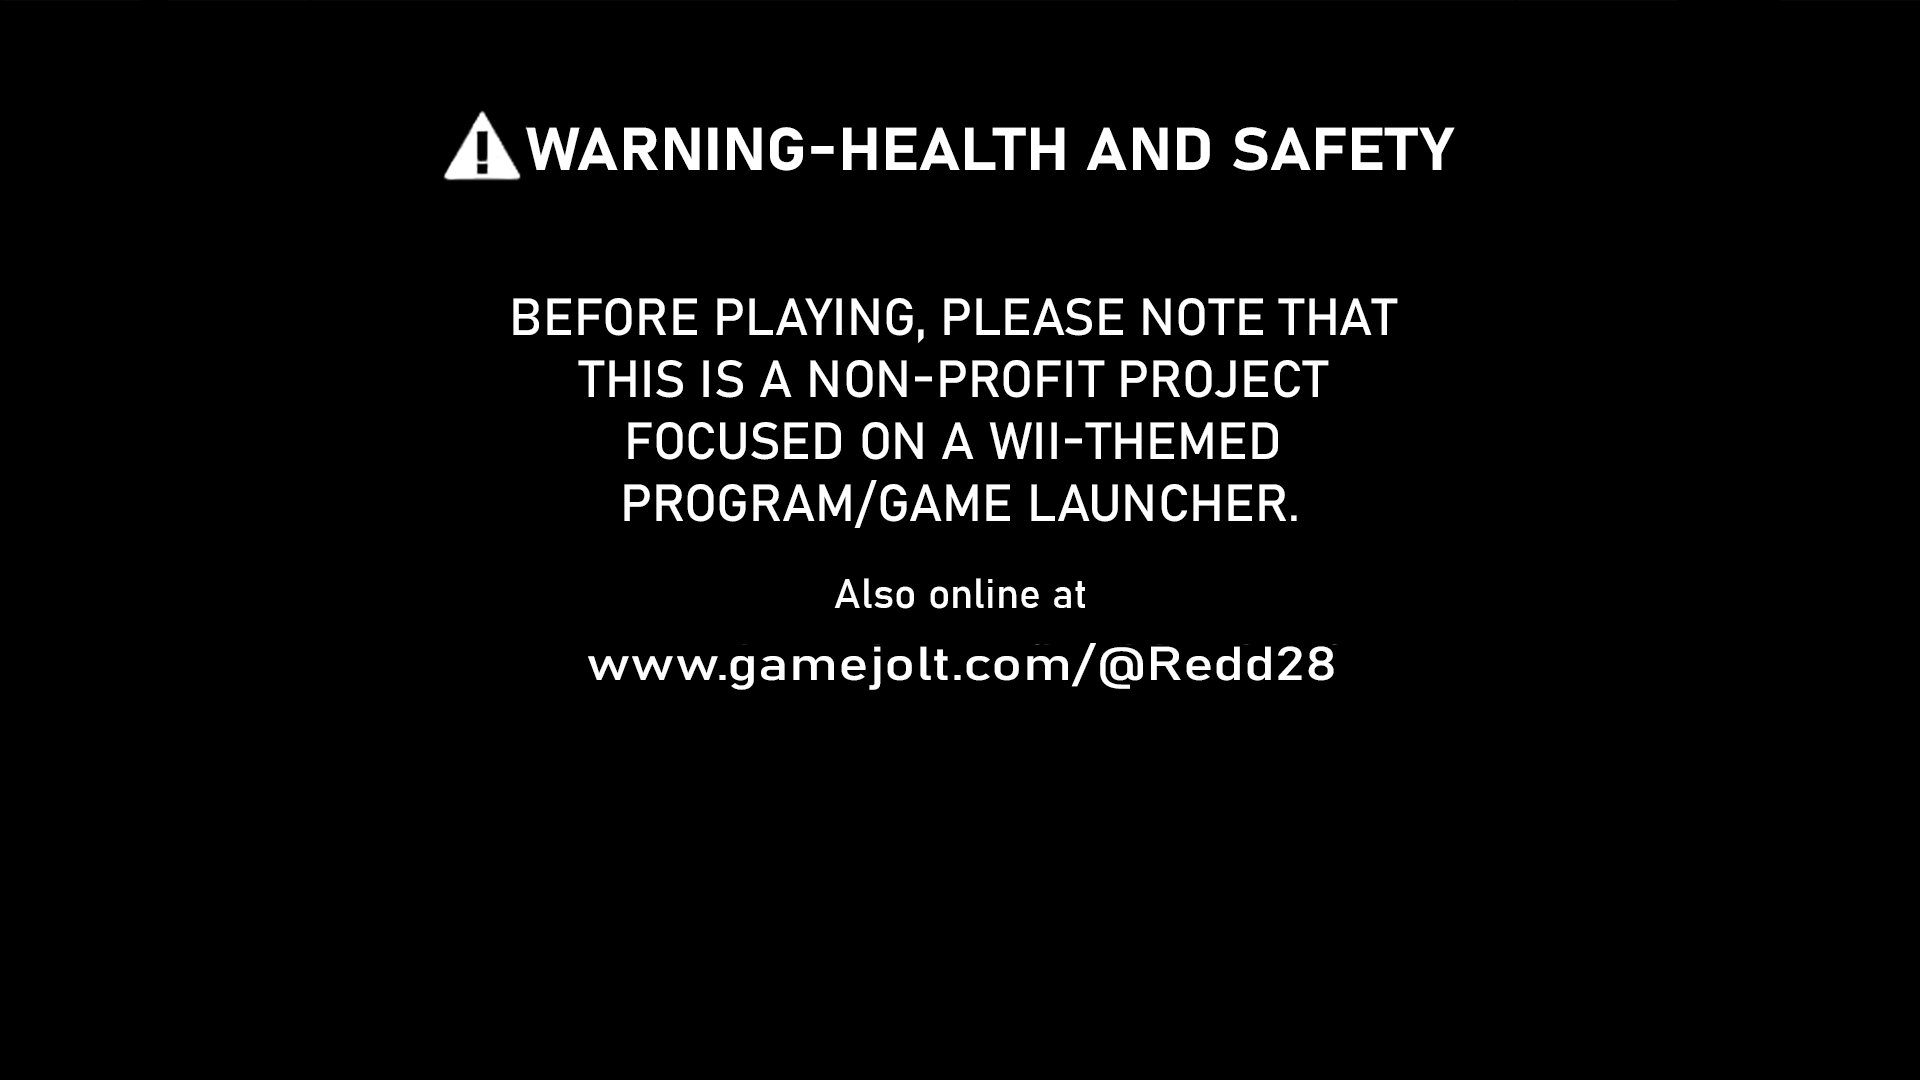 WARNING-HEALTH AND SAFETY
BEFORE PLAYING, PLEASE NOTE THAT
THIS IS A NON-PROFIT PROJECT
FOCUSED ON A WII-THEMED
PROGRAM/GAME LAUNCHER.
Also online at
www.gamejolt.com/@Redd28